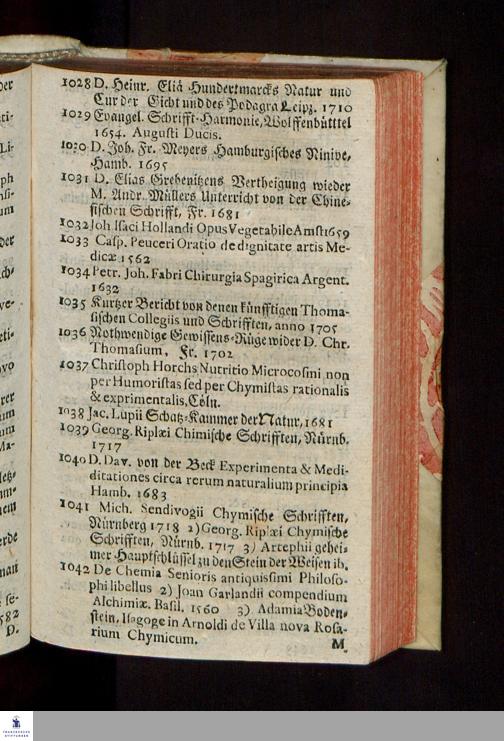 1028 D. Heinr. Eliä Hundertmarcks Natur und
Cur der Gicht und des Podagra Leipz. 1710
1029 Evangel. Schrifft-Harmonie, Wolffenbütttel
1654. Augusti Ducis.
1030 D. Joh. Fr. Meyers Hamburgisches Ninive,
Hamb. 1695
1031 D. Elias Grebenitzens Vertheigung wieder
M. Andr. Müllers Unterricht von der Chine-
sischen Schrifft, Fr. 1681
1032 Joh Isaci Hollandi Opus Vegetabile Amst 1659
1033 Casp. Peuceri Oratio de dignitate artis Me-
dicæ 1562
1034 Petr. Joh. Fabri Chirurgia Spagirica Argent.
1632
1035 Kurtzer Bericht von denen künfftigen Thoma-
sischen Collegiis und Schrifften, anno 1705
1036 Nothwendige Gewissens-Rüge wider D. Chr.
Thomasium. Fr. 1702
1037 Christoph Horchs Nutritio Microcosmi non
per Humoristas sed per Chymistas rationalis
& exprimentalis, Cöln.
1038 Jac. Lupii Schatz-Kammer der Natur, 1681
1039 Georg. Riplæi Chimische Schrifften, Nürnb.
1717
1040 D. Dav. von der Beck Experimenta & Medi-
ditationes circa rerum naturalium principia
Hamb. 1683
1041 Mich. Sendivogii Chymische Schrifften,
Nürnberg 1718 2) Georg. Riplæi Chymische
Schrifften, Nürnb. 1717 3) Artephii gehei-
mer Hauptschlüssel zu den Stein der Weisen ib.
1042 De Chemia Senioris antiquissimi Philoso-
phi libellus 2) Joan Garlandii compendium
Alchimiæ. Basil. 1560 3) Adami a Boden-
stein, Isagoge in Arnoldi de Villa nova Rosa-
rium Chymicum.
M
FRANCKESCHE
STIFTUNGEN